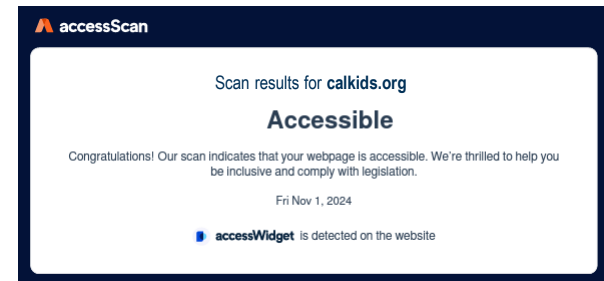 accessScan
Scan results for calkids.org
Accessible
Congratulations! Our scan indicates that your webpage is accessible. We're thrilled to help you
be inclusive and comply with legislation.
Fri Nov 1, 2024
accessWidget is detected on the website